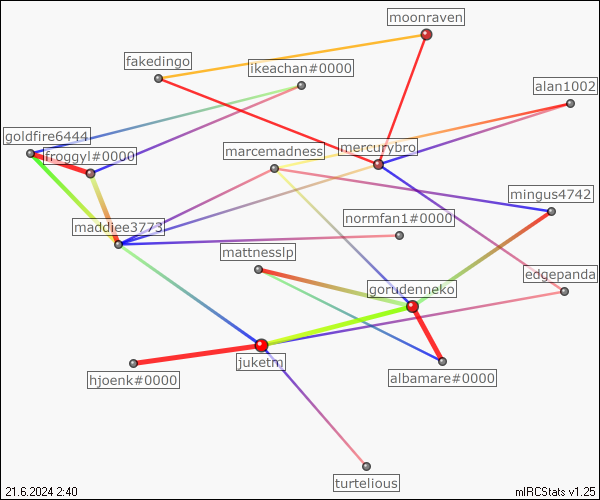 moonraven
fakedingo
ikeachan#0000
alan1002
goldfire6444
froggyl#0000
marcemadness
mercurybro
mingus4742
normfan1#0000
maddiee3773
mattnesslp
edgepanda
gorudenneko
juketm
hjoenk#0000
albamare#0000
turtelious
21.6.2024 2:40
mIRCStats v1.25